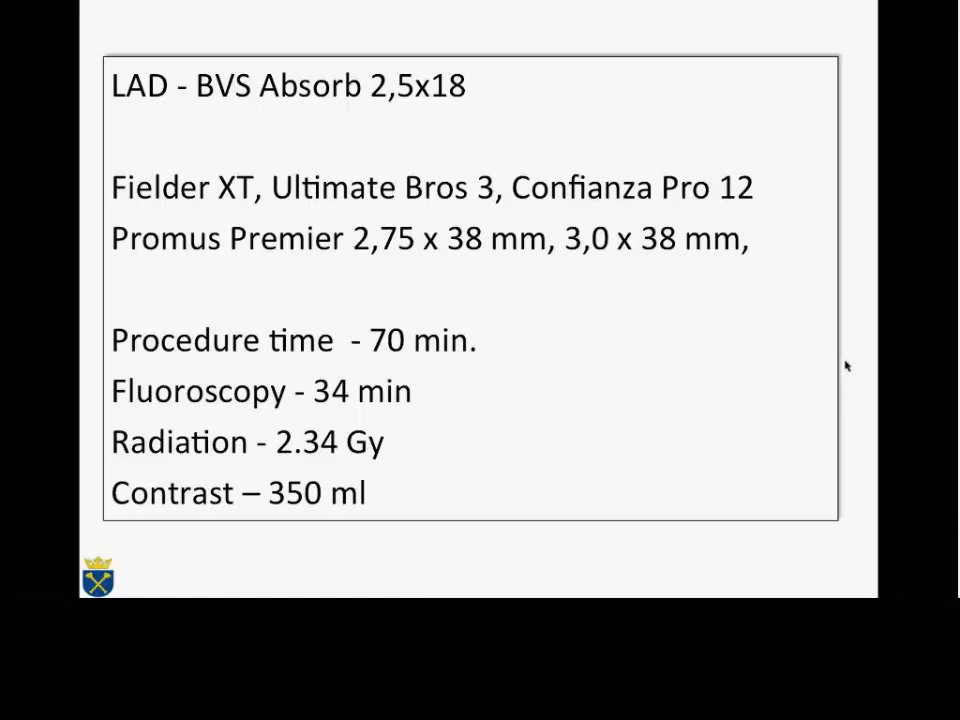 LAD - BVS Absorb 2,5x18
Fielder XT, Ultimate Bros 3, Confianza Pro 12
Promus Premier 2,75 x 38 mm, 3,0 x 38 mm,
Procedure time - 70 min.
Fluoroscopy - 34 min
Radiation - 2.34 Gy
Contrast – 350 ml